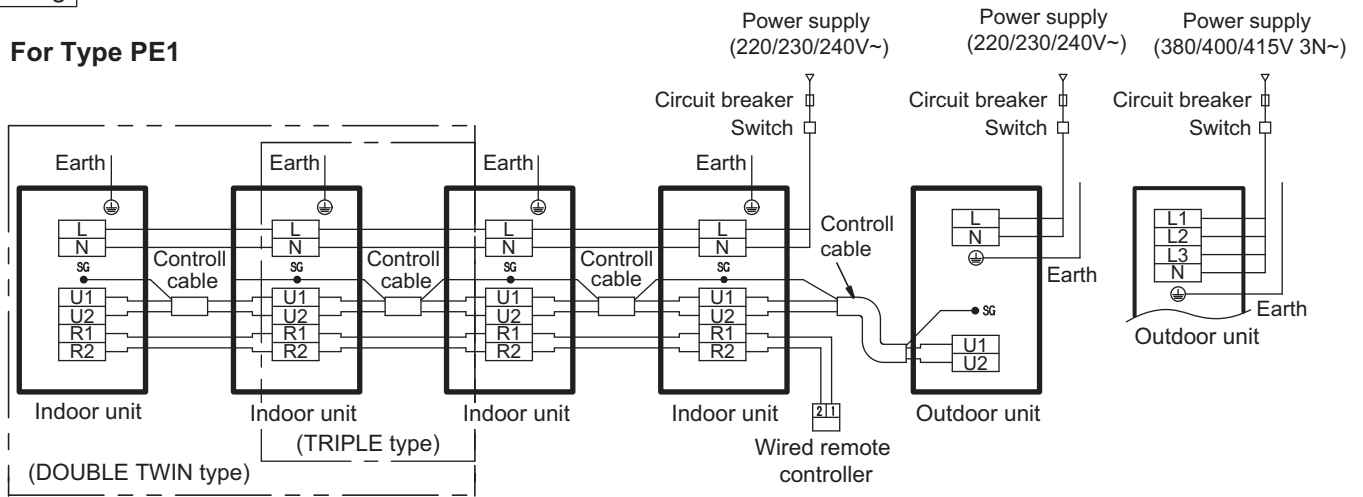 For Type PE1
Power supply
(220/230/240V~)
Power supply
(220/230/240V~)
Power supply
(380/400/415V 3N~)
Circuit breaker
Switch
Circuit breaker
Switch
Circuit breaker
Switch
Earth
Earth
Earth
Earth
L
N
SG
U1
U2
R1
R2
Controll
cable
L
N
SG
U1
U2
R1
R2
Controll
cable
L
N
SG
U1
U2
R1
R2
Controll
cable
L
N
SG
U1
U2
R1
R2
Controll
cable
L
N
Earth
SG
U1
U2
L1
L2
L3
N
Earth
Outdoor unit
Indoor unit
Indoor unit
Indoor unit
Indoor unit
2 1
Outdoor unit
Wired remote
controller
(TRIPLE type)
(DOUBLE TWIN type)